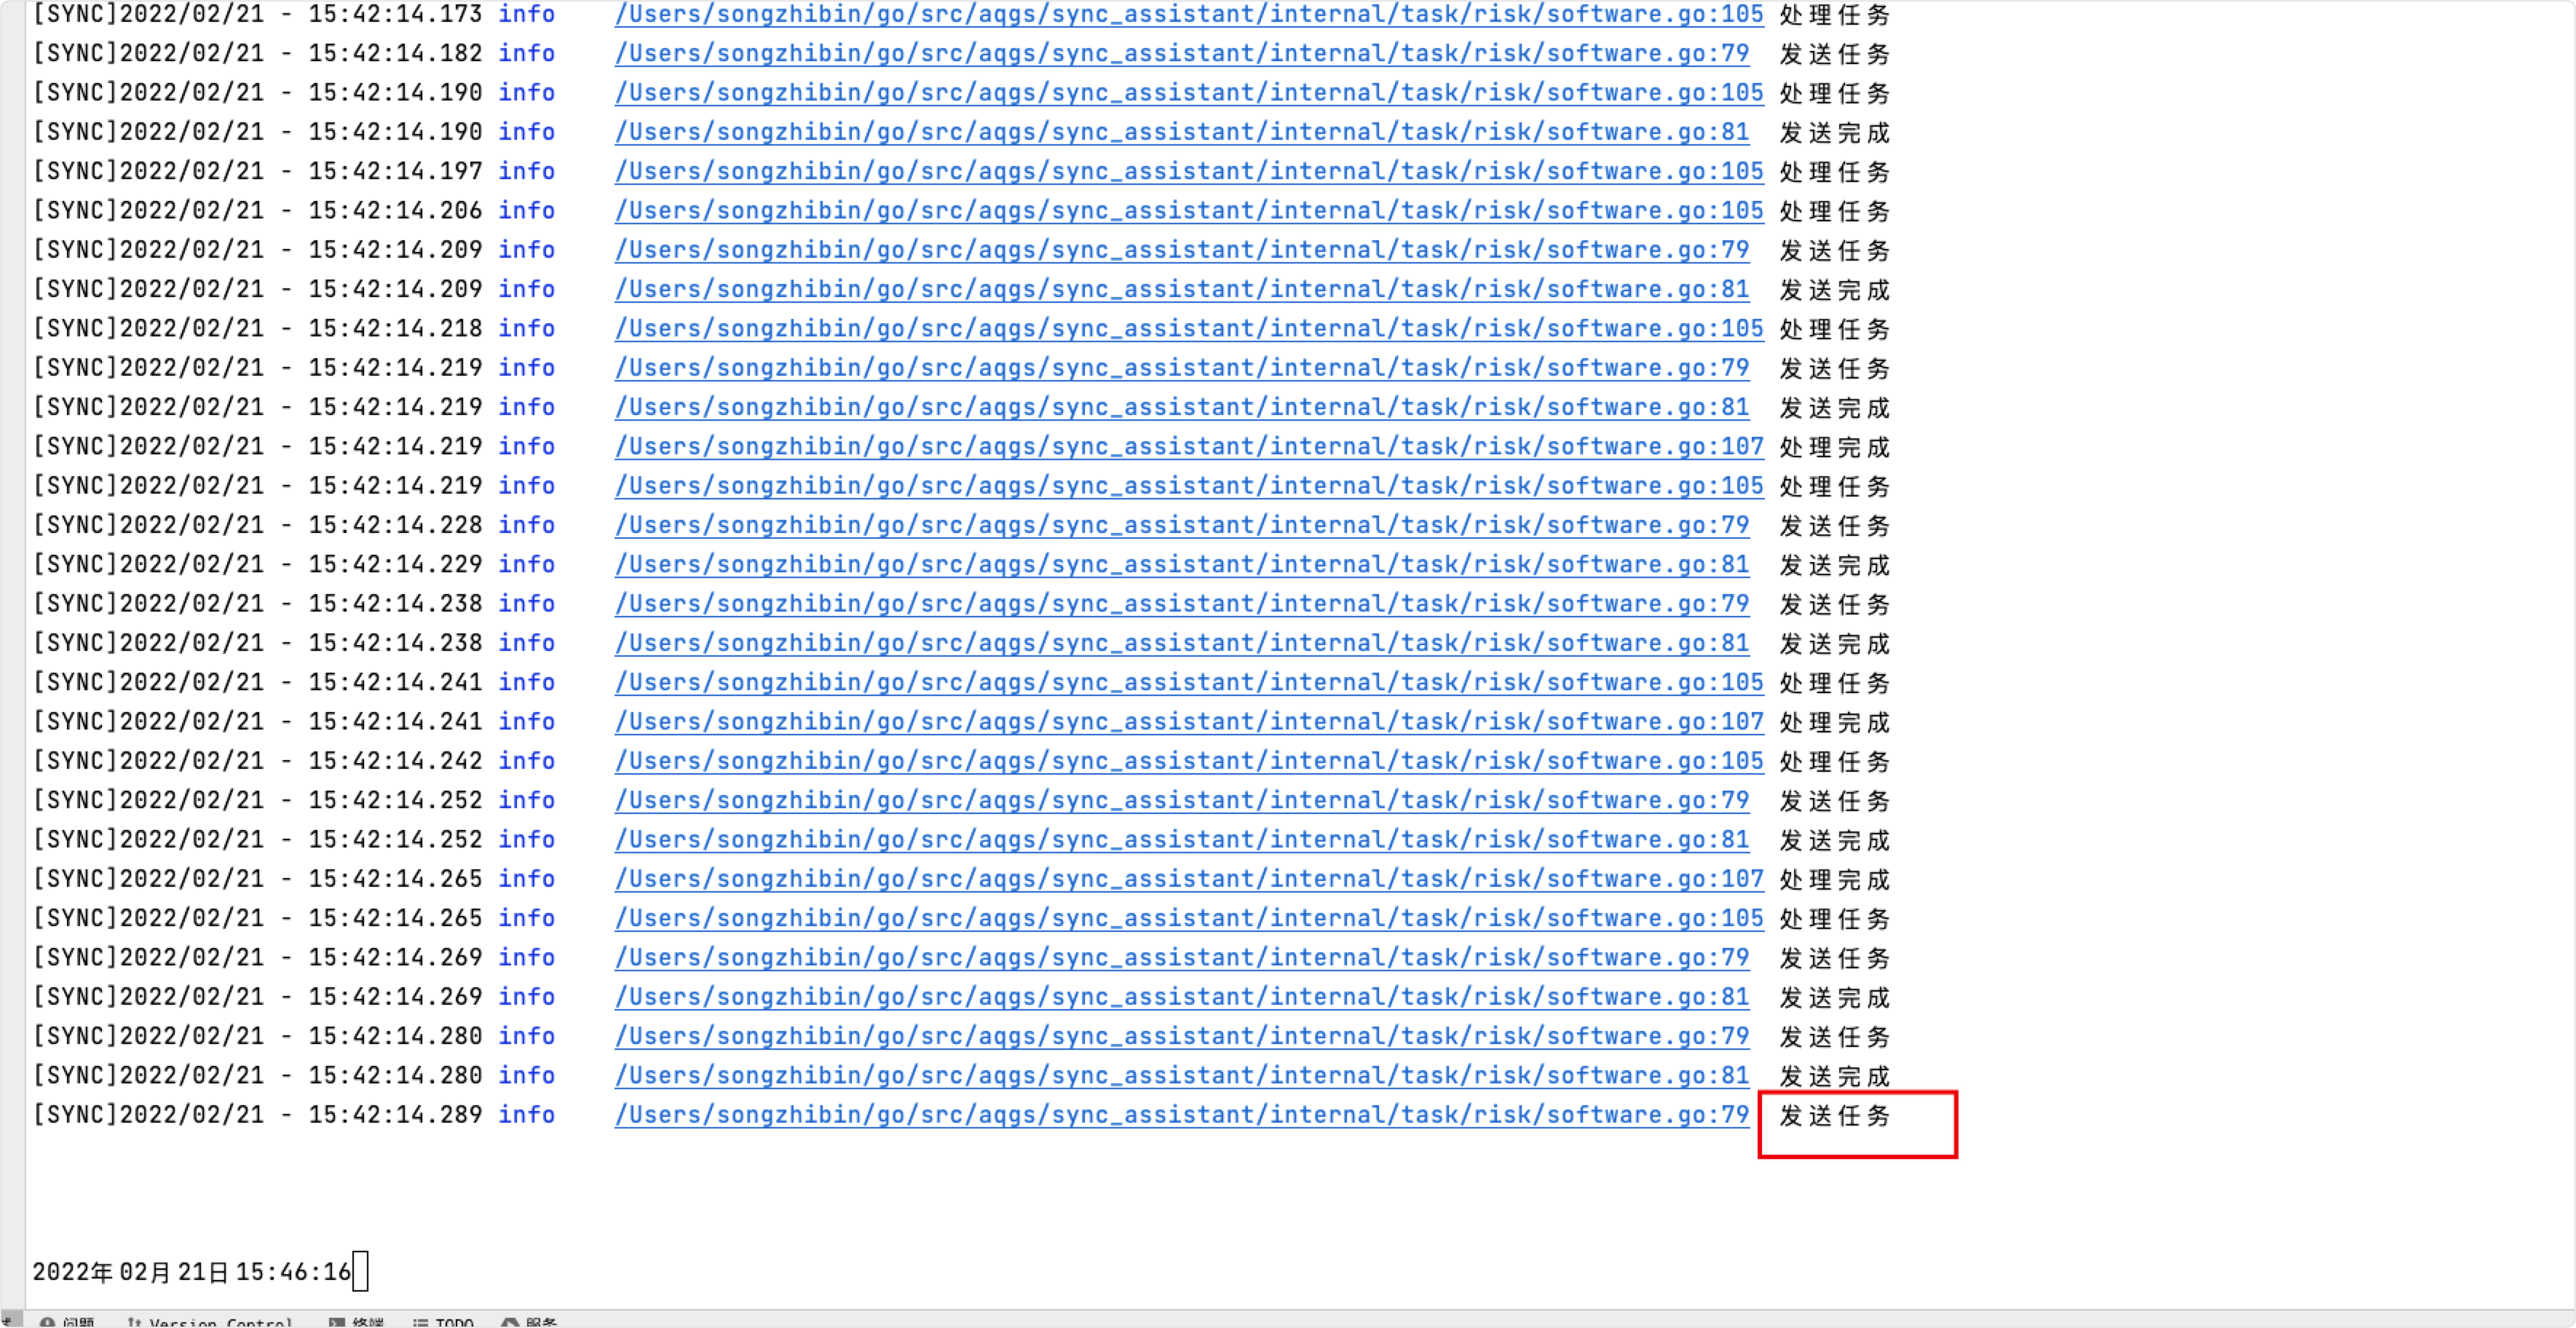 [SYNC]2022/02/21 - 15:42:14.173 info /Users/songzhibin/go/src/aqgs/sync_assistant/internal/task/risk/software.go:105 处理任务
[SYNC]2022/02/21 - 15:42:14.182 info /Users/songzhibin/go/src/aqgs/sync_assistant/internal/task/risk/software.go:79 发送任务
[SYNC]2022/02/21 - 15:42:14.190 info /Users/songzhibin/go/src/aqgs/sync_assistant/internal/task/risk/software.go:105 处理任务
[SYNC]2022/02/21 - 15:42:14.190 info /Users/songzhibin/go/src/aqgs/sync_assistant/internal/task/risk/software.go:81 发送完成
[SYNC]2022/02/21 - 15:42:14.197 info /Users/songzhibin/go/src/aqgs/sync_assistant/internal/task/risk/software.go:105 处理任务
[SYNC]2022/02/21 - 15:42:14.206 info /Users/songzhibin/go/src/aqgs/sync_assistant/internal/task/risk/software.go:105 处理任务
[SYNC]2022/02/21 - 15:42:14.209 info /Users/songzhibin/go/src/aqgs/sync_assistant/internal/task/risk/software.go:79 发送任务
[SYNC]2022/02/21 - 15:42:14.209 info /Users/songzhibin/go/src/aqgs/sync_assistant/internal/task/risk/software.go:81 发送完成
[SYNC]2022/02/21 - 15:42:14.218 info /Users/songzhibin/go/src/aqgs/sync_assistant/internal/task/risk/software.go:105 处理任务
[SYNC]2022/02/21 - 15:42:14.219 info /Users/songzhibin/go/src/aqgs/sync_assistant/internal/task/risk/software.go:79 发送任务
[SYNC]2022/02/21 - 15:42:14.219 info /Users/songzhibin/go/src/aqgs/sync_assistant/internal/task/risk/software.go:81 发送完成
[SYNC]2022/02/21 - 15:42:14.219 info /Users/songzhibin/go/src/aqgs/sync_assistant/internal/task/risk/software.go:107 处理完成
[SYNC]2022/02/21 - 15:42:14.219 info /Users/songzhibin/go/src/aqgs/sync_assistant/internal/task/risk/software.go:105 处理任务
[SYNC]2022/02/21 - 15:42:14.228 info /Users/songzhibin/go/src/aqgs/sync_assistant/internal/task/risk/software.go:79 发送任务
[SYNC]2022/02/21 - 15:42:14.229 info /Users/songzhibin/go/src/aqgs/sync_assistant/internal/task/risk/software.go:81 发送完成
[SYNC]2022/02/21 - 15:42:14.238 info /Users/songzhibin/go/src/aqgs/sync_assistant/internal/task/risk/software.go:79 发送任务
[SYNC]2022/02/21 - 15:42:14.238 info /Users/songzhibin/go/src/aqgs/sync_assistant/internal/task/risk/software.go:81 发送完成
[SYNC]2022/02/21 - 15:42:14.241 info /Users/songzhibin/go/src/aqgs/sync_assistant/internal/task/risk/software.go:105 处理任务
[SYNC]2022/02/21 - 15:42:14.241 info /Users/songzhibin/go/src/aqgs/sync_assistant/internal/task/risk/software.go:107 处理完成
[SYNC]2022/02/21 - 15:42:14.242 info /Users/songzhibin/go/src/aqgs/sync_assistant/internal/task/risk/software.go:105 处理任务
[SYNC]2022/02/21 - 15:42:14.252 info /Users/songzhibin/go/src/aqgs/sync_assistant/internal/task/risk/software.go:79 发送任务
[SYNC]2022/02/21 - 15:42:14.252 info /Users/songzhibin/go/src/aqgs/sync_assistant/internal/task/risk/software.go:81 发送完成
[SYNC]2022/02/21 - 15:42:14.265 info /Users/songzhibin/go/src/aqgs/sync_assistant/internal/task/risk/software.go:107 处理完成
[SYNC]2022/02/21 - 15:42:14.265 info /Users/songzhibin/go/src/aqgs/sync_assistant/internal/task/risk/software.go:105 处理任务
[SYNC]2022/02/21 - 15:42:14.269 info /Users/songzhibin/go/src/aqgs/sync_assistant/internal/task/risk/software.go:79 发送任务
[SYNC]2022/02/21 - 15:42:14.269 info /Users/songzhibin/go/src/aqgs/sync_assistant/internal/task/risk/software.go:81 发送完成
[SYNC]2022/02/21 - 15:42:14.280 info /Users/songzhibin/go/src/aqgs/sync_assistant/internal/task/risk/software.go:79 发送任务
[SYNC]2022/02/21 - 15:42:14.280 info /Users/songzhibin/go/src/aqgs/sync_assistant/internal/task/risk/software.go:81 发送完成
[SYNC]2022/02/21 - 15:42:14.289 info /Users/songzhibin/go/src/aqgs/sync_assistant/internal/task/risk/software.go:79 发送任务
2022年02月21日15:46:16
问题 Version Control 终端 TODO 服务